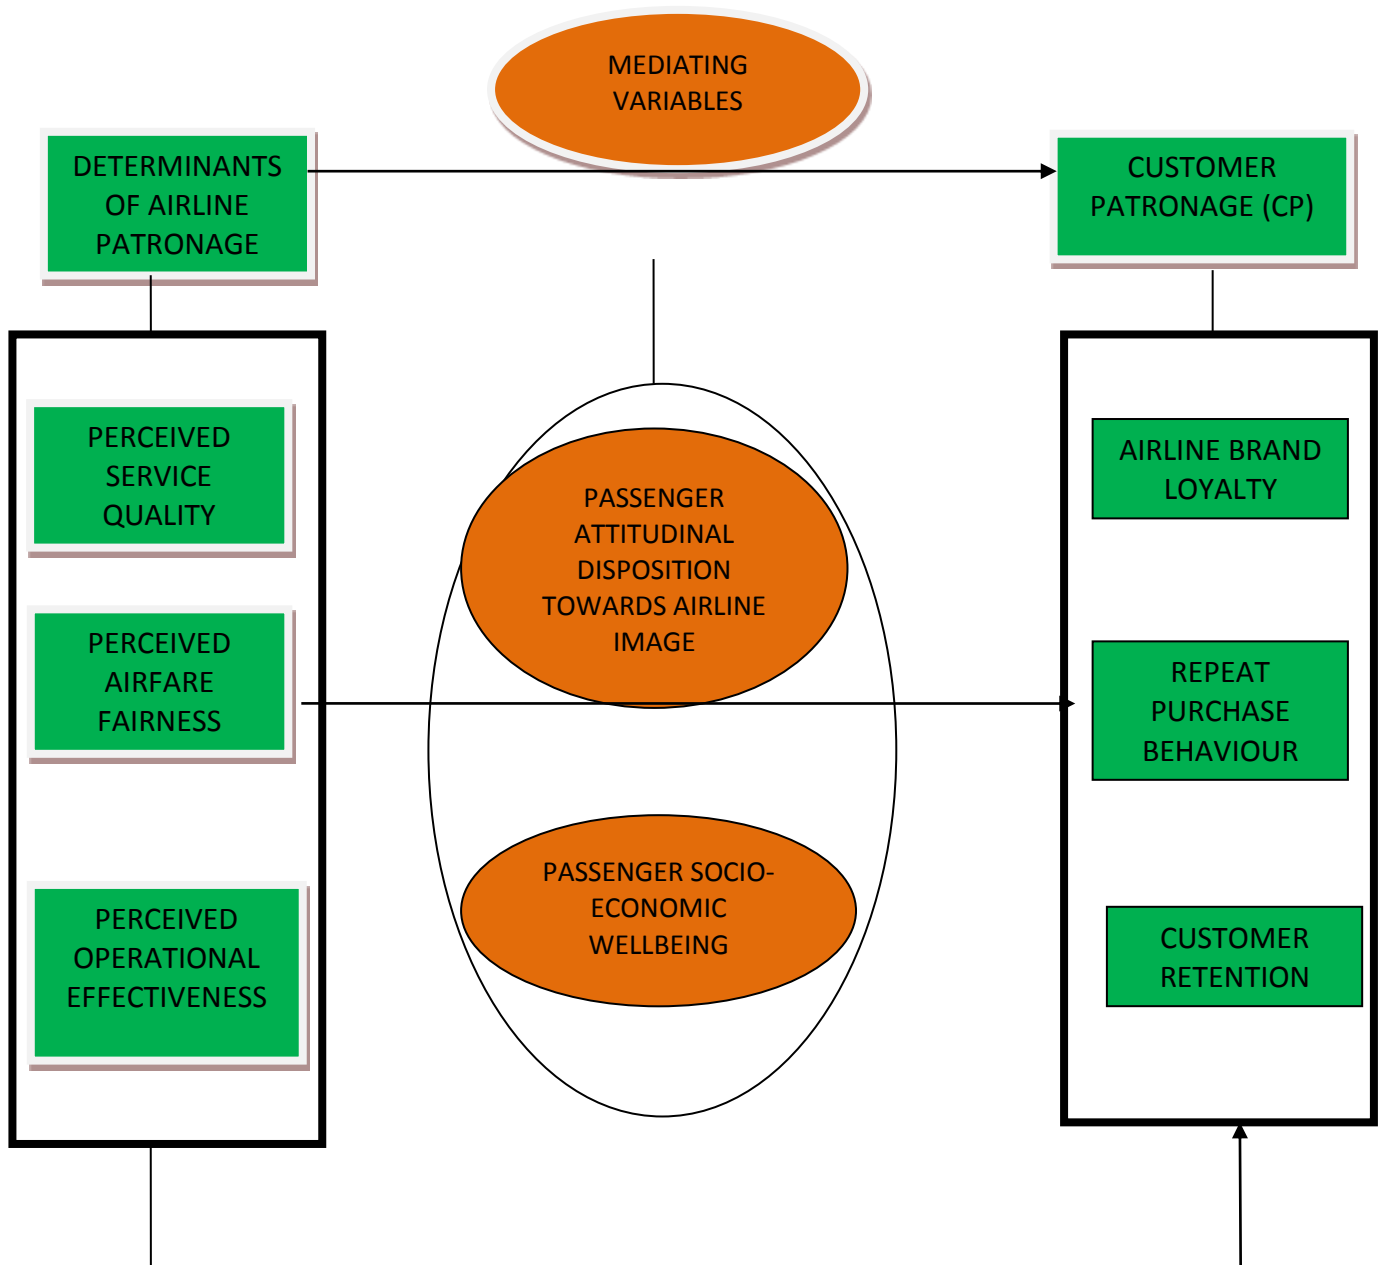 MEDIATING
VARIABLES
DETERMINANTS
OF AIRLINE
PATRONAGE
CUSTOMER
PATRONAGE (CP)
PERCEIVED
SERVICE
QUALITY
PERCEIVED
AIRFARE
FAIRNESS
PERCEIVED
OPERATIONAL
EFFECTIVENESS
PASSENGER
ATTITUDINAL
DISPOSITION
TOWARDS AIRLINE
IMAGE
PASSENGER SOCIO-
ECONOMIC
WELLBEING
AIRLINE BRAND
LOYALTY
REPEAT
PURCHASE
BEHAVIOUR
CUSTOMER
RETENTION